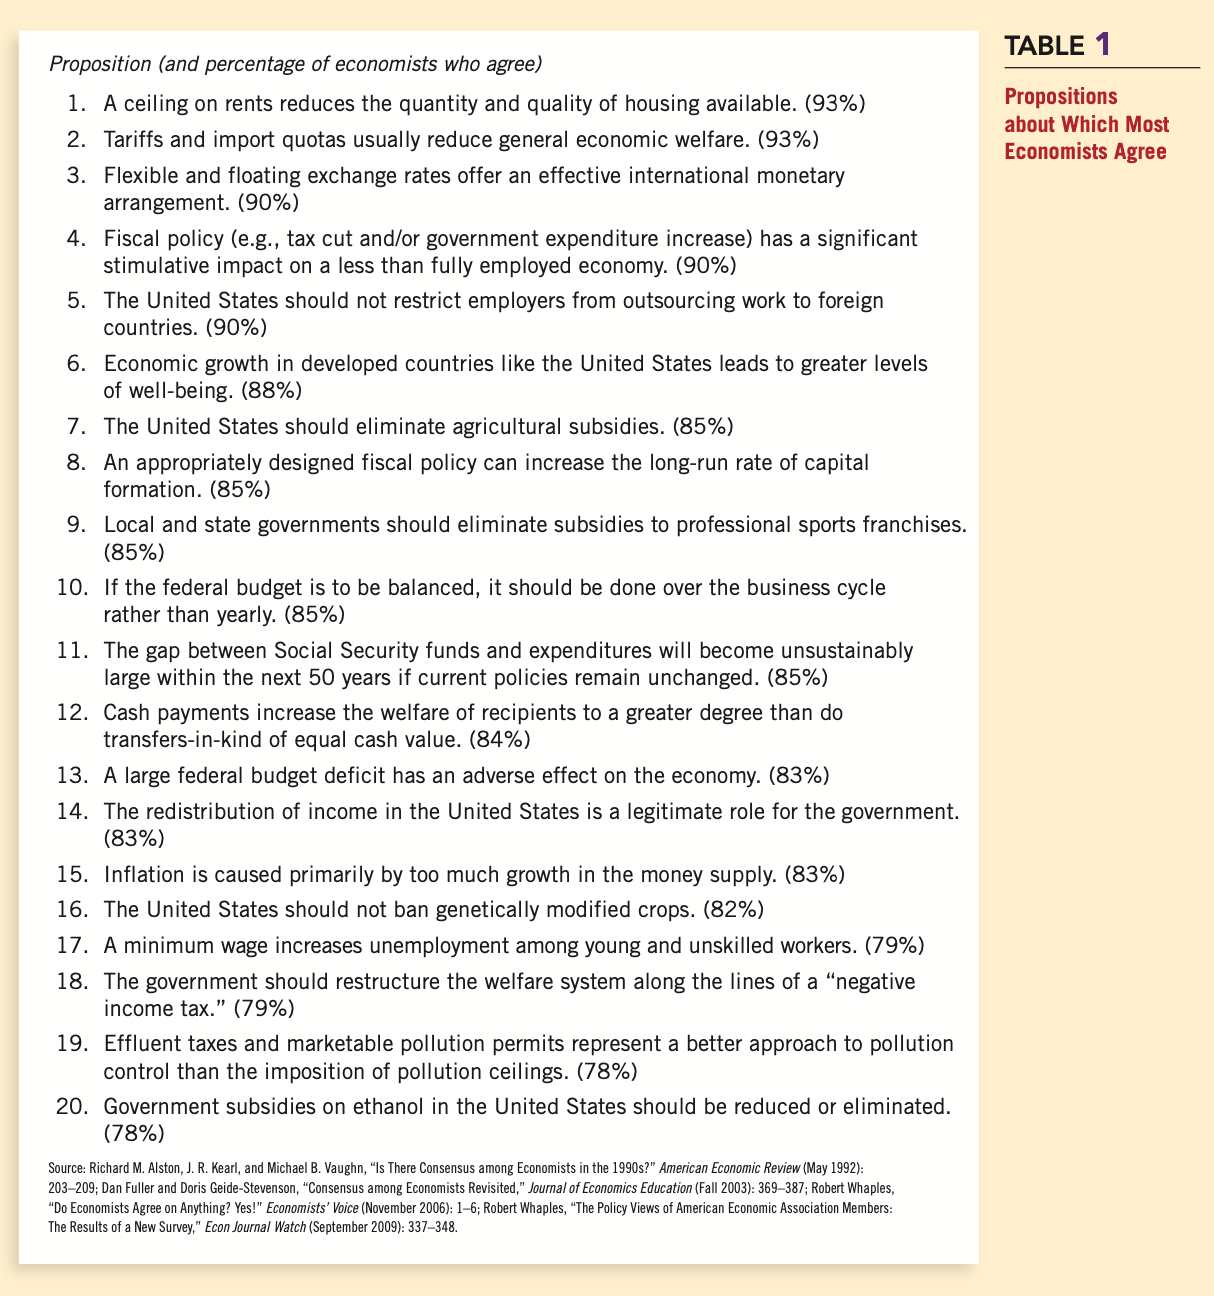 Proposition (and percentage of economists who agree)
1. A ceiling on rents reduces the quantity and quality of housing available. (93%)
2. Tariffs and import quotas usually reduce general economic welfare. (93%)
3. Flexible and floating exchange rates offer an effective international monetary
arrangement. (90%)
4. Fiscal policy (e.g., tax cut and/or government expenditure increase) has a significant
stimulative impact on a less than fully employed economy. (90%)
5. The United States should not restrict employers from outsourcing work to foreign
countries. (90%)
6. Economic growth in developed countries like the United States leads to greater levels
of well-being. (88%)
7. The United States should eliminate agricultural subsidies. (85%)
8. An appropriately designed fiscal policy can increase the long-run rate of capital
formation. (85%)
9. Local and state governments should eliminate subsidies to professional sports franchises.
(85%)
10. If the federal budget is to be balanced, it should be done over the business cycle
rather than yearly. (85%)
11. The gap between Social Security funds and expenditures will become unsustainably
large within the next 50 years if current policies remain unchanged. (85%)
12. Cash payments increase the welfare of recipients to a greater degree than do
transfers-in-kind of equal cash value. (84%)
13. A large federal budget deficit has an adverse effect on the economy. (83%)
14. The redistribution of income in the United States is a legitimate role for the government.
(83%)
15. Inflation is caused primarily by too much growth in the money supply. (83%)
16. The United States should not ban genetically modified crops. (82%)
17. A minimum wage increases unemployment among young and unskilled workers. (79%)
18. The government should restructure the welfare system along the lines of a “negative
income tax.” (79%)
19. Effluent taxes and marketable pollution permits represent a better approach to pollution
control than the imposition of pollution ceilings. (78%)
20. Government subsidies on ethanol in the United States should be reduced or eliminated.
(78%)
Source: Richard M. Alston, J. R. Kearl, and Michael B. Vaughn, “Is There Consensus among Economists in the 1990s?” American Economic Review (May 1992):
203–209; Dan Fuller and Doris Geide-Stevenson, “Consensus among Economists Revisited,” Journal of Economics Education (Fall 2003): 369–387; Robert Whaples,
“Do Economists Agree on Anything? Yes!” Economists’ Voice (November 2006): 1–6; Robert Whaples, “The Policy Views of American Economic Association Members:
The Results of a New Survey,” Econ Journal Watch (September 2009): 337–348.
TABLE 1
Propositions
about Which Most
Economists Agree